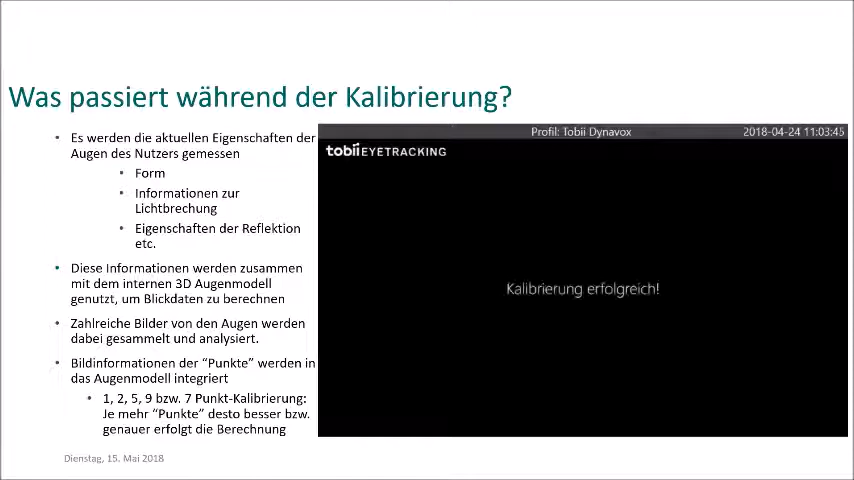 Was passiert während der Kalibrierung?
• Es werden die aktuellen Eigenschaften der
Augen des Nutzers gemessen
• Form
• Informationen zur
Lichtbrechung
• Eigenschaften der Reflektion
etc.
• Diese Informationen werden zusammen
mit dem internen 3D Augenmodell
genutzt, um Blickdaten zu berechnen
• Zahlreiche Bilder von den Augen werden
dabei gesammelt und analysiert.
• Bildinformationen der “Punkte” werden in
das Augenmodell integriert
• 1, 2, 5, 9 bzw. 7 Punkt-Kalibrierung:
Je mehr “Punkte” desto besser bzw.
genauer erfolgt die Berechnung
Profil: Tobii Dynavox
2018-04-24 11:03:45
tobii EYETRACKING
Kalibrierung erfolgreich!
Dienstag, 15. Mai 2018